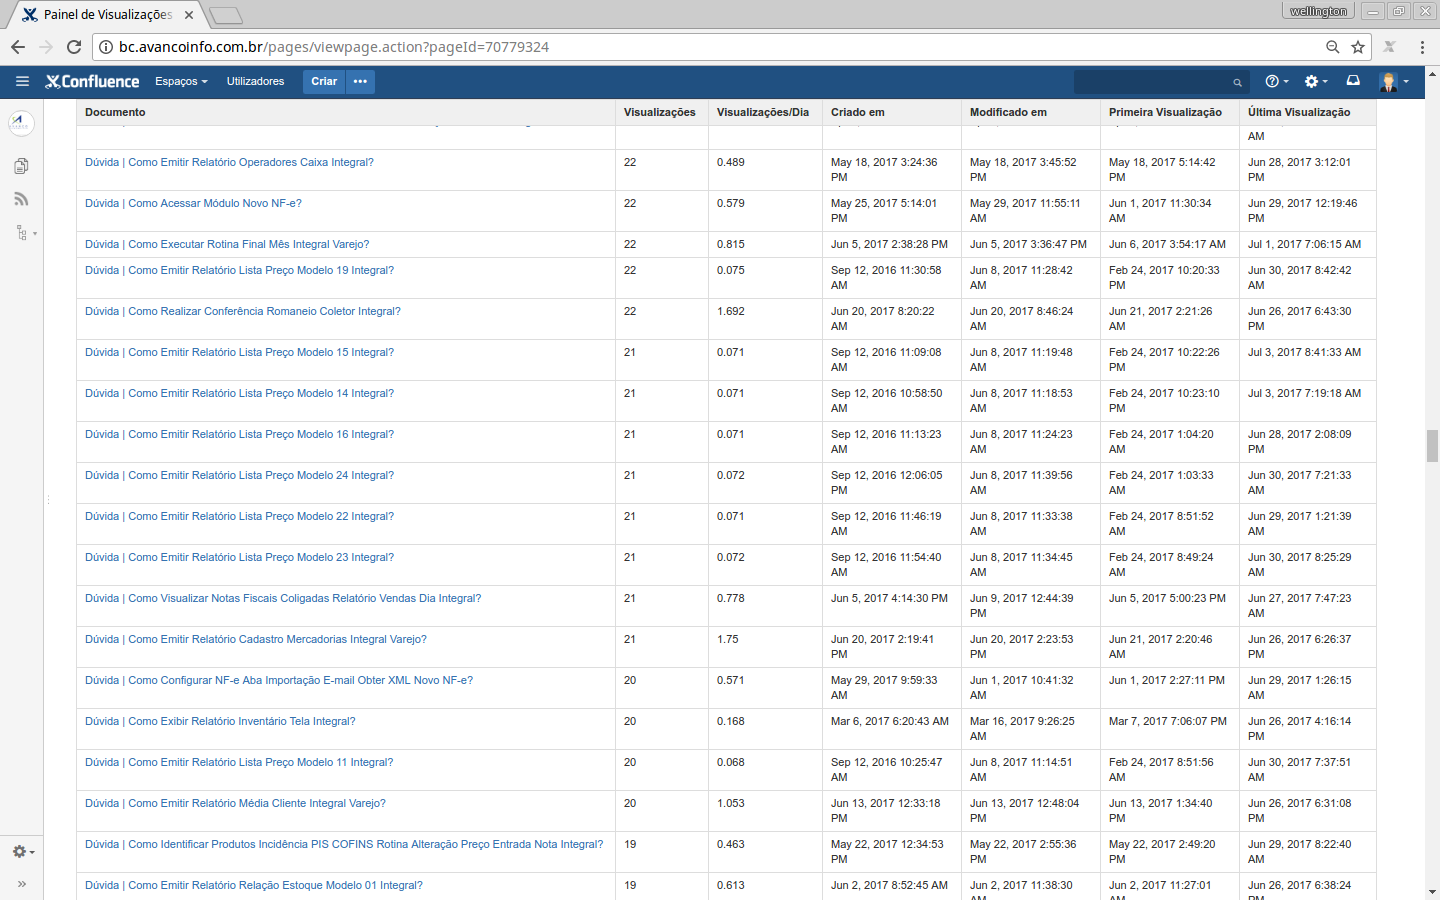 Painel de Visualizações
wellington
bc.avancoinfo.com.br/pages/viewpage.action?pageId=70779324
Confluence Espaços Utilizadores Criar •••
Documento Visualizações Visualizações/Dia Criado em Modificado em Primeira Visualização Última Visualização
AM
Dúvida | Como Emitir Relatório Operadores Caixa Integral? 22 0.489 May 18, 2017 3:24:36 May 18, 2017 3:45:52 May 18, 2017 5:14:42 Jun 28, 2017 3:12:01
PM PM PM PM
Dúvida | Como Acessar Módulo Novo NF-e? 22 0.579 May 25, 2017 5:14:01 May 29, 2017 11:55:11 Jun 1, 2017 11:30:34 Jun 29, 2017 12:19:46
PM AM AM PM
Dúvida | Como Executar Rotina Final Mês Integral Varejo? 22 0.815 Jun 5, 2017 2:38:28 PM Jun 5, 2017 3:36:47 PM Jun 6, 2017 3:54:17 AM Jul 1, 2017 7:06:15 AM
Dúvida | Como Emitir Relatório Lista Preço Modelo 19 Integral? 22 0.075 Sep 12, 2016 11:30:58 Jun 8, 2017 11:28:42 Feb 24, 2017 10:20:33 Jun 30, 2017 8:42:42
AM AM PM AM
Dúvida | Como Realizar Conferência Romaneio Coletor Integral? 22 1.692 Jun 20, 2017 8:20:22 Jun 20, 2017 8:46:24 Jun 21, 2017 2:21:26 Jun 26, 2017 6:43:30
AM AM AM PM
Dúvida | Como Emitir Relatório Lista Preço Modelo 15 Integral? 21 0.071 Sep 12, 2016 11:09:08 Jun 8, 2017 11:19:48 Feb 24, 2017 10:22:26 Jul 3, 2017 8:41:33 AM
AM AM PM
Dúvida | Como Emitir Relatório Lista Preço Modelo 14 Integral? 21 0.071 Sep 12, 2016 10:58:50 Jun 8, 2017 11:18:53 Feb 24, 2017 10:23:10 Jul 3, 2017 7:19:18 AM
AM AM PM
Dúvida | Como Emitir Relatório Lista Preço Modelo 16 Integral? 21 0.071 Sep 12, 2016 11:13:23 Jun 8, 2017 11:24:23 Feb 24, 2017 1:04:20 Jun 28, 2017 2:08:09
AM AM AM PM
Dúvida | Como Emitir Relatório Lista Preço Modelo 24 Integral? 21 0.072 Sep 12, 2016 12:06:05 Jun 8, 2017 11:39:56 Feb 24, 2017 1:03:33 Jun 30, 2017 7:21:33
PM AM AM AM
Dúvida | Como Emitir Relatório Lista Preço Modelo 22 Integral? 21 0.071 Sep 12, 2016 11:46:19 Jun 8, 2017 11:33:38 Feb 24, 2017 8:51:52 Jun 29, 2017 1:21:39
AM AM AM AM
Dúvida | Como Emitir Relatório Lista Preço Modelo 23 Integral? 21 0.072 Sep 12, 2016 11:54:40 Jun 8, 2017 11:34:45 Feb 24, 2017 8:49:24 Jun 30, 2017 8:25:29
AM AM AM AM
Dúvida | Como Visualizar Notas Fiscais Coligadas Relatório Vendas Dia Integral? 21 0.778 Jun 5, 2017 4:14:30 PM Jun 9, 2017 12:44:39 Jun 5, 2017 5:00:23 PM Jun 27, 2017 7:47:23
PM AM
Dúvida | Como Emitir Relatório Cadastro Mercadorias Integral Varejo? 21 1.75 Jun 20, 2017 2:19:41 Jun 20, 2017 2:23:53 Jun 21, 2017 2:20:46 Jun 26, 2017 6:26:37
PM PM AM PM
Dúvida | Como Configurar NF-e Aba Importação E-mail Obter XML Novo NF-e? 20 0.571 May 29, 2017 9:59:33 Jun 1, 2017 10:41:32 Jun 1, 2017 2:27:11 PM Jun 29, 2017 1:26:15
AM AM AM
Dúvida | Como Exibir Relatório Inventário Tela Integral? 20 0.168 Mar 6, 2017 6:20:43 AM Mar 16, 2017 9:26:25 Mar 7, 2017 7:06:07 PM Jun 26, 2017 4:16:14
AM PM
Dúvida | Como Emitir Relatório Lista Preço Modelo 11 Integral? 20 0.068 Sep 12, 2016 10:25:47 Jun 8, 2017 11:14:51 Feb 24, 2017 8:51:56 Jun 30, 2017 7:37:51
AM AM AM AM
Dúvida | Como Emitir Relatório Média Cliente Integral Varejo? 20 1.053 Jun 13, 2017 12:33:18 Jun 13, 2017 12:48:04 Jun 13, 2017 1:34:40 Jun 26, 2017 6:31:08
PM PM PM PM
Dúvida | Como Identificar Produtos Incidência PIS COFINS Rotina Alteração Preço Entrada Nota Integral? 19 0.463 May 22, 2017 12:34:53 May 22, 2017 2:55:36 May 22, 2017 2:49:20 Jun 29, 2017 8:22:40
PM PM PM AM
Dúvida | Como Emitir Relatório Relação Estoque Modelo 01 Integral? 19 0.613 Jun 2, 2017 8:52:45 AM Jun 2, 2017 11:38:30 Jun 2, 2017 11:27:01 Jun 26, 2017 6:38:24